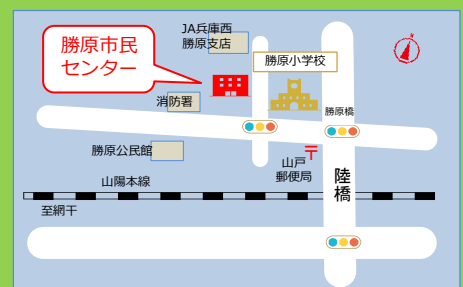 JA兵庫西
勝原支店
勝原市民
センター
勝原小学校
消防署
勝原橋
勝原公民館
〒
山戸
郵便局
陸橋
山陽本線
至網干